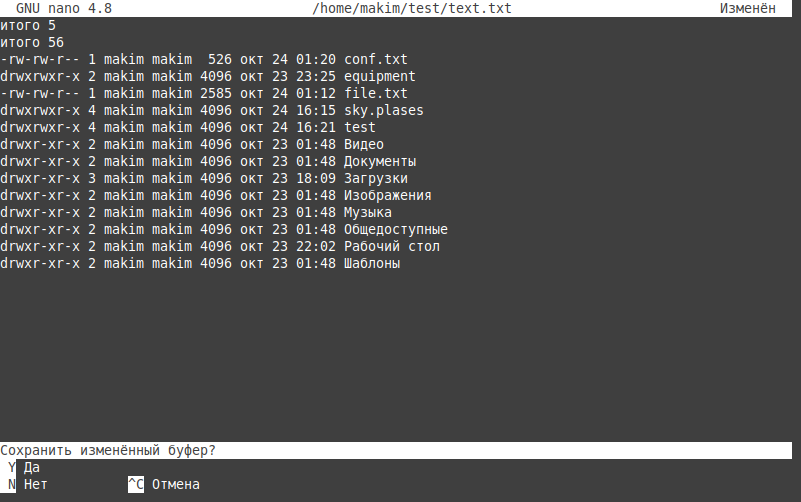 GNU nano 4.8 /home/makim/test/text.txt Изменён
итого 5
итого 56
-rw-rw-r-- 1 makim makim  526 окт 24 01:20 conf.txt
drwxrwxr-x 2 makim makim 4096 окт 23 23:25 equipment
-rw-rw-r-- 1 makim makim 2585 окт 24 01:12 file.txt
drwxrwxr-x 4 makim makim 4096 окт 24 16:15 sky.plases
drwxrwxr-x 4 makim makim 4096 окт 24 16:21 test
drwxr-xr-x 2 makim makim 4096 окт 23 01:48 Видео
drwxr-xr-x 2 makim makim 4096 окт 23 01:48 Документы
drwxr-xr-x 3 makim makim 4096 окт 23 18:09 Загрузки
drwxr-xr-x 2 makim makim 4096 окт 23 01:48 Изображения
drwxr-xr-x 2 makim makim 4096 окт 23 01:48 Музыка
drwxr-xr-x 2 makim makim 4096 окт 23 01:48 Общедоступные
drwxr-xr-x 2 makim makim 4096 окт 23 22:02 Рабочий стол
drwxr-xr-x 2 makim makim 4096 окт 23 01:48 Шаблоны
Сохранить изменённый буфер?
Y Да
N Нет ^C Отмена